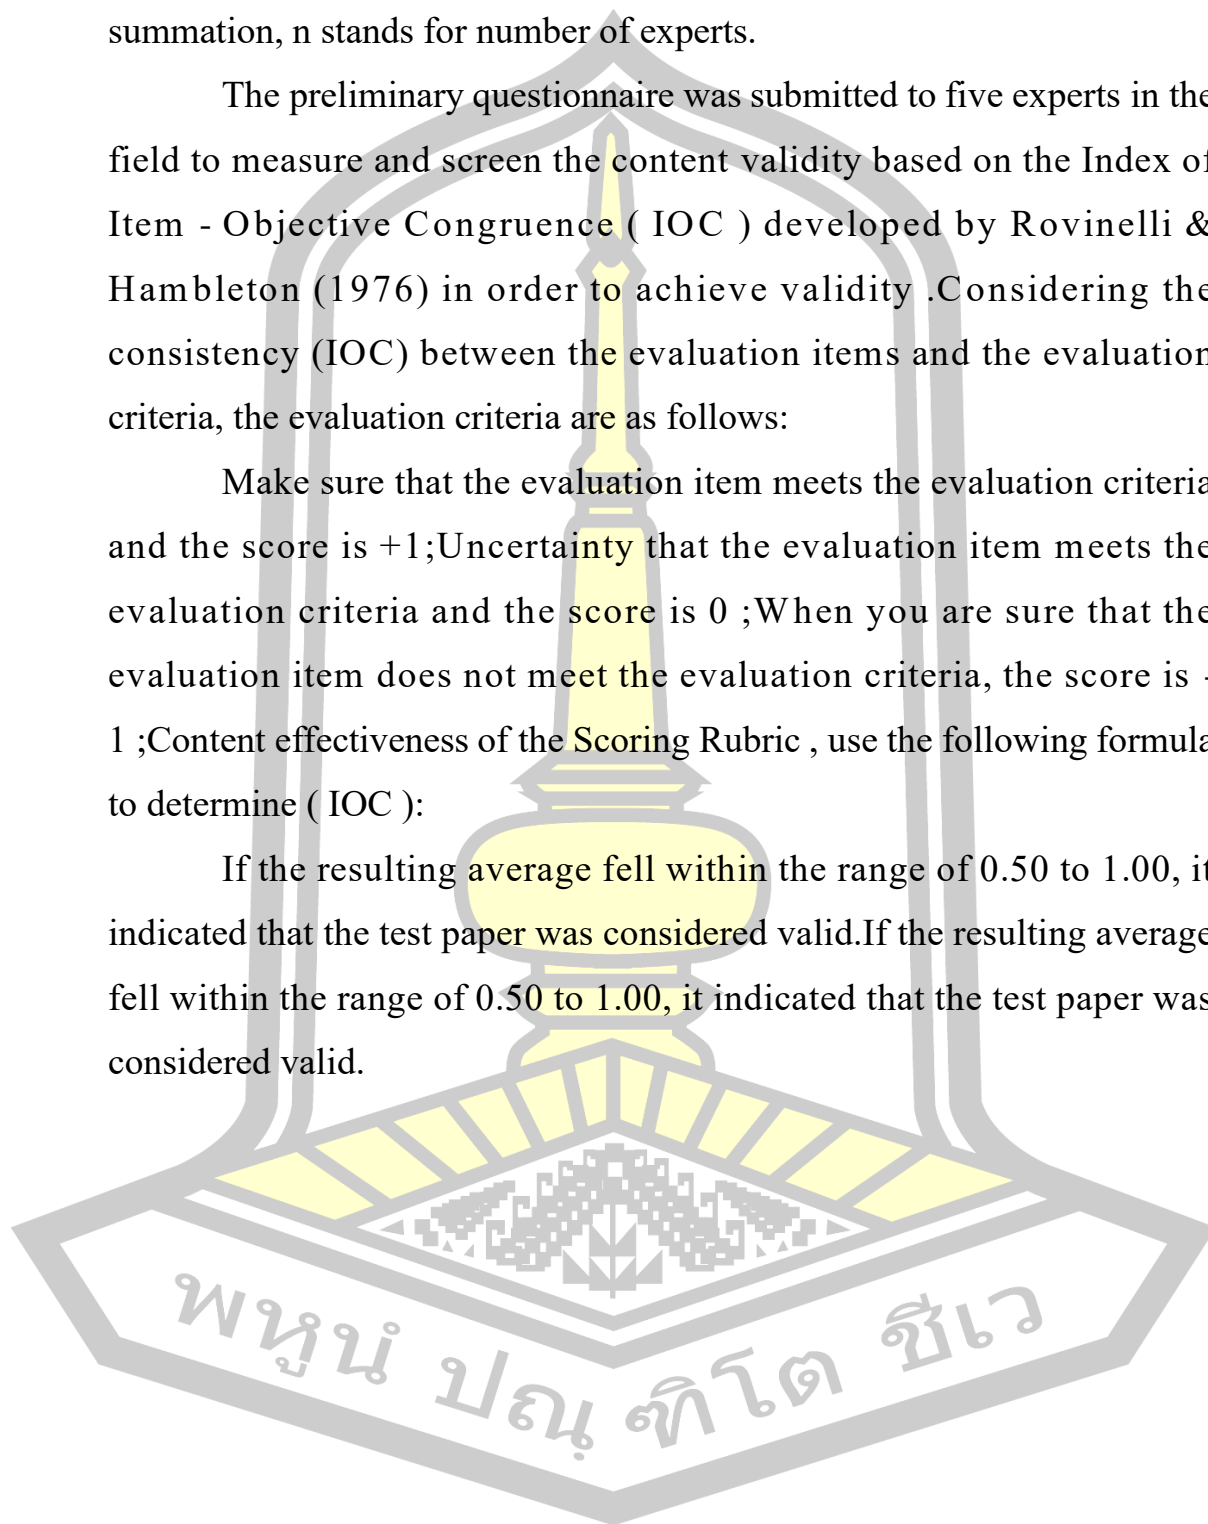 summation, n stands for number of experts.
The preliminary questionnaire was submitted to five experts in the
field to measure and screen the content validity based on the Index of
Item - Objective Congruence ( IOC ) developed by Rovinelli &
Hambleton (1976) in order to achieve validity .Considering the
consistency (IOC) between the evaluation items and the evaluation
criteria, the evaluation criteria are as follows:
Make sure that the evaluation item meets the evaluation criteria
and the score is +1;Uncertainty that the evaluation item meets the
evaluation criteria and the score is 0 ;When you are sure that the
evaluation item does not meet the evaluation criteria, the score is -
1 ;Content effectiveness of the Scoring Rubric , use the following formula
to determine ( IOC ):
If the resulting average fell within the range of 0.50 to 1.00, it
indicated that the test paper was considered valid.If the resulting average
fell within the range of 0.50 to 1.00, it indicated that the test paper was
considered valid.
พหูนํ ปณฺ ฑิโต ชีเว